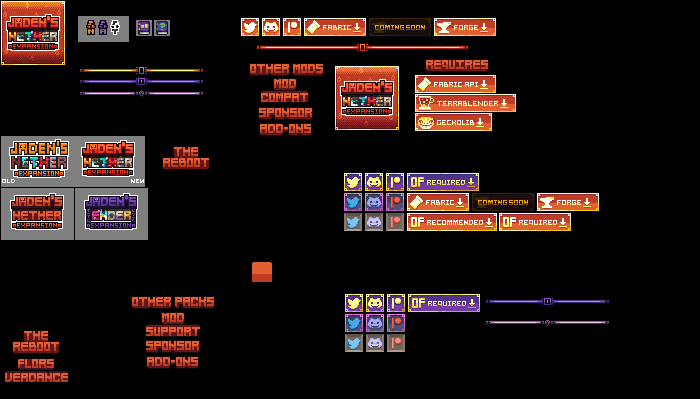 JADEN'S
NETHER
EXPANSION
N A
FABRIC
COMING SOON
FORGE
OTHER MODS
MOD
COMPAT
SPONSOR
ADD-ONS
JADEN'S
NETHER
EXPANSION
REQUIRES
FABRIC API
TERRABLENDER
GECKOLIB
JADEN'S
NETHER
EXPANSION
OLD
JADEN'S
NETHER
EXPANSION
NEW
THE
REBOOT
JADEN'S
NETHER
EXPANSION
JADEN'S
ENDER
EXPANSION
OF REQUIRED
FABRIC
COMING SOON
FORGE
OF RECOMMENDED
OF REQUIRED
OTHER PACKS
MOD
SUPPORT
SPONSOR
ADD-ONS
OF REQUIRED
THE
REBOOT
FLORS
VERDANCE